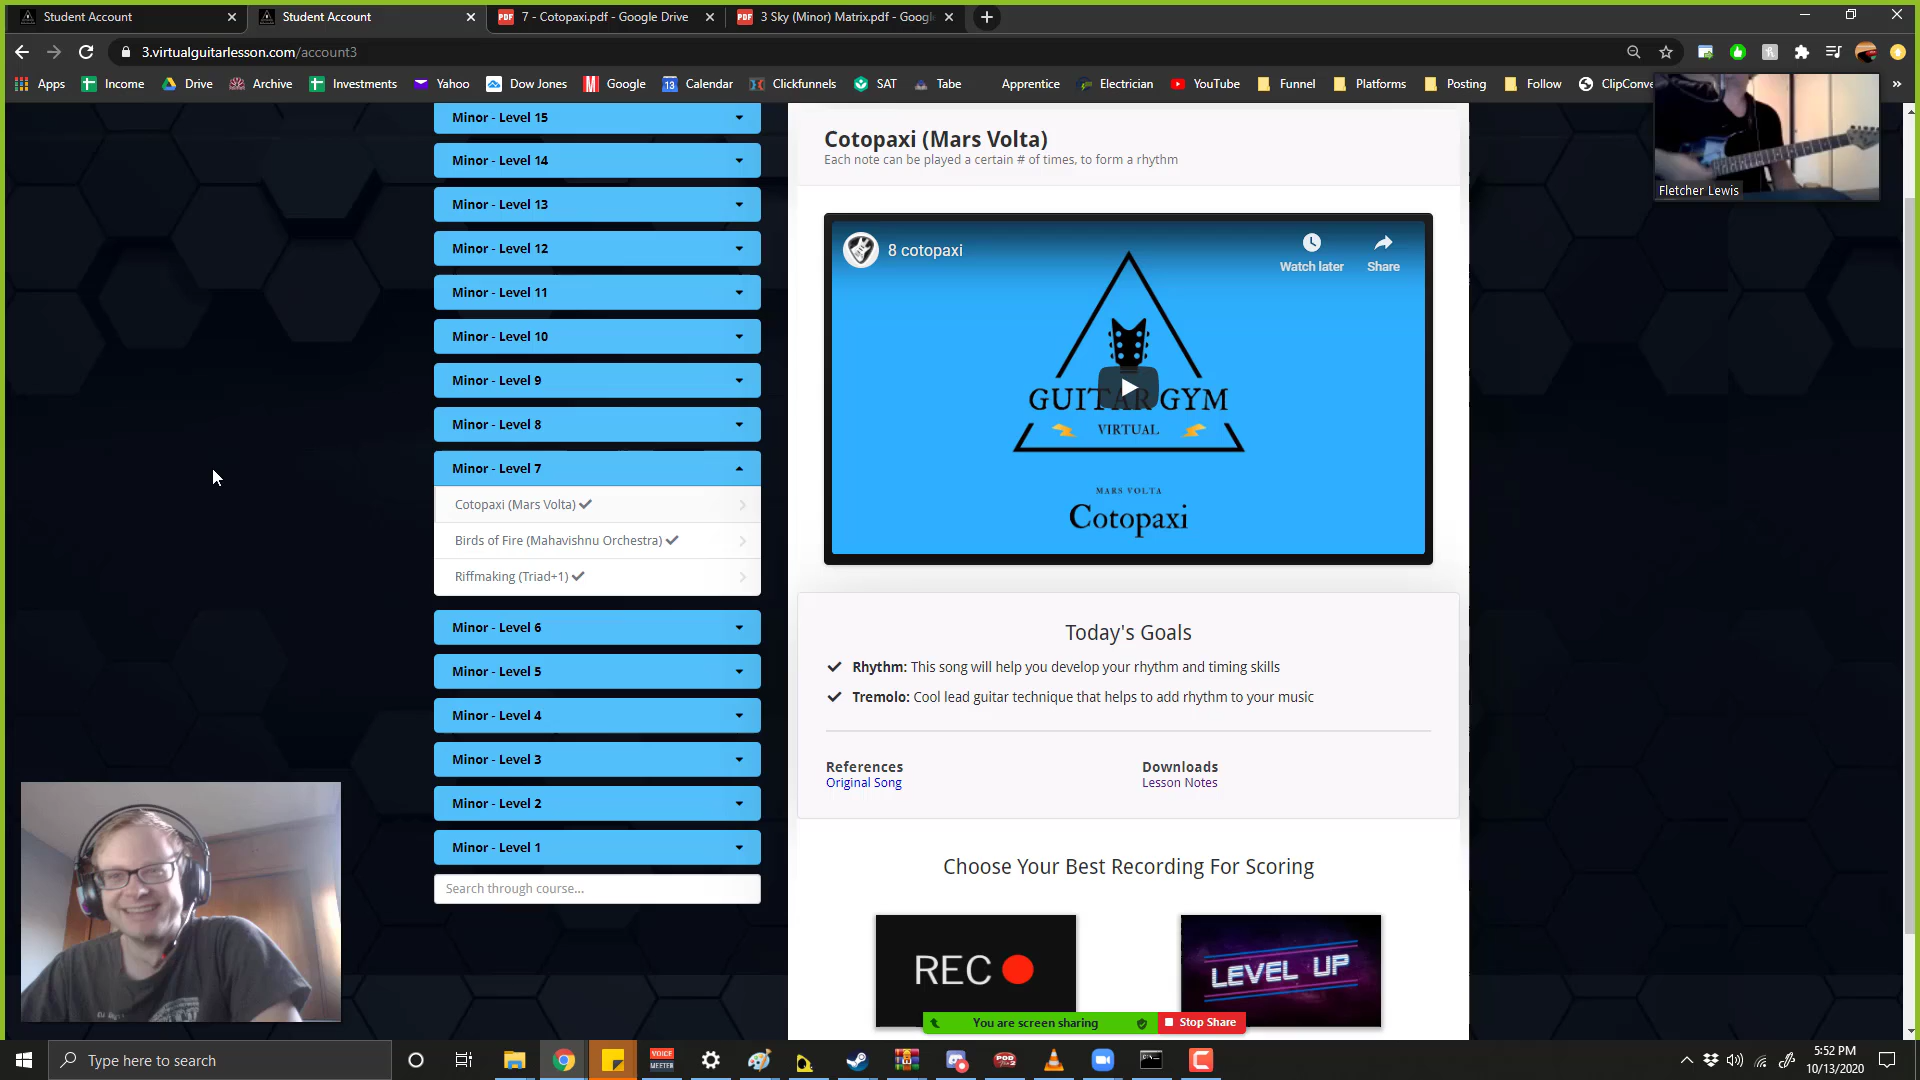 Student Account
Student Account
7 - Cotopaxi.pdf - Google Drive
3 Sky (Minor) Matrix.pdf - Googl
3.virtualguitarlesson.com/account3
Apps
Income
Drive
Archive
Investments
Yahoo
Dow Jones
Google
13
Calendar
Clickfunnels
SAT
Tabe
Apprentice
Electrician
YouTube
Funnel
Platforms
Posting
Follow
ClipConve
Fletcher Lewis
Minor - Level 15
Minor - Level 14
Minor - Level 13
Minor - Level 12
Minor - Level 11
Minor - Level 10
Minor - Level 9
Minor - Level 8
Minor - Level 7
Cotopaxi (Mars Volta)
Birds of Fire (Mahavishnu Orchestra)
Riffmaking (Triad+1)
Minor - Level 6
Minor - Level 5
Minor - Level 4
Minor - Level 3
Minor - Level 2
Minor - Level 1
Search through course...
Cotopaxi (Mars Volta)
Each note can be played a certain # of times, to form a rhythm
8 cotopaxi
Watch later
Share
GUITAR GYM
VIRTUAL
MARS VOLTA
Cotopaxi
Today's Goals
Rhythm: This song will help you develop your rhythm and timing skills
Tremolo: Cool lead guitar technique that helps to add rhythm to your music
References
Original Song
Downloads
Lesson Notes
Choose Your Best Recording For Scoring
REC
LEVEL UP
You are screen sharing
Stop Share
Type here to search
VOICE
MEETER
5:52 PM
10/13/2020